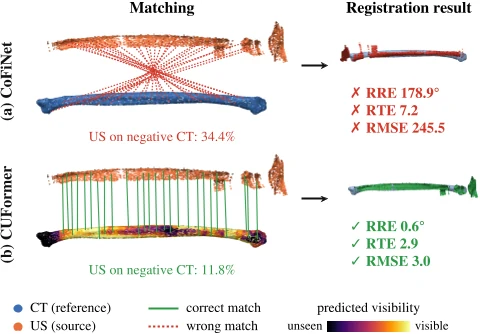 Matching
Registration result
(a) CoFiNet
US on negative CT: 34.4%
✗ RRE 178.9°
✗ RTE 7.2
✗ RMSE 245.5
(b) CUFormer
US on negative CT: 11.8%
✓ RRE 0.6°
✓ RTE 2.9
✓ RMSE 3.0
CT (reference)
correct match
predicted visibility
US (source)
wrong match
unseen
visible